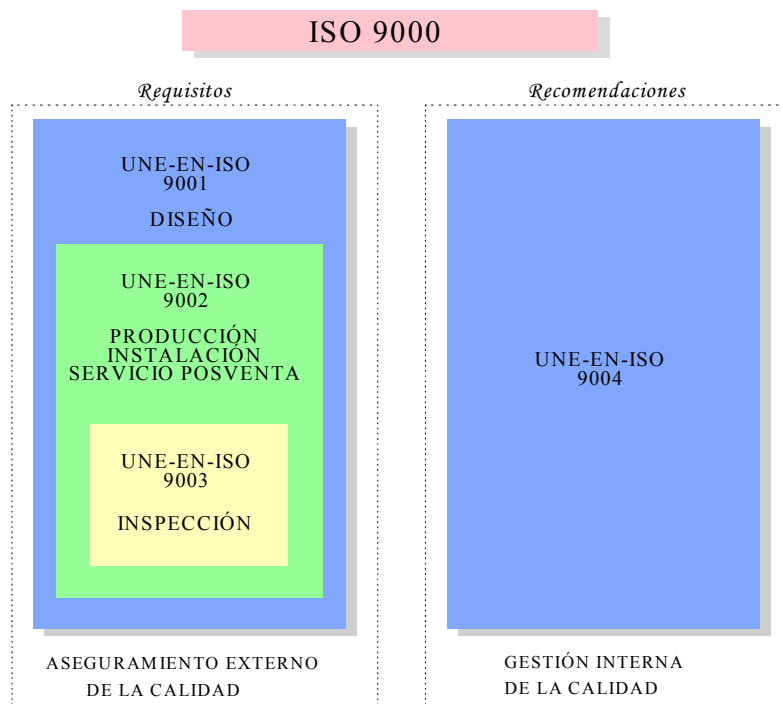 ISO 9000
Requisitos
UNE-EN-ISO
9001
DISEÑO
UNE-EN-ISO
9002
PRODUCCIÓN
INSTALACIÓN
SERVICIO POSVENTA
UNE-EN-ISO
9003
INSPECCIÓN
ASEGURAMIENTO EXTERNO
DE LA CALIDAD
Recomendaciones
UNE-EN-ISO
9004
GESTIÓN INTERNA
DE LA CALIDAD